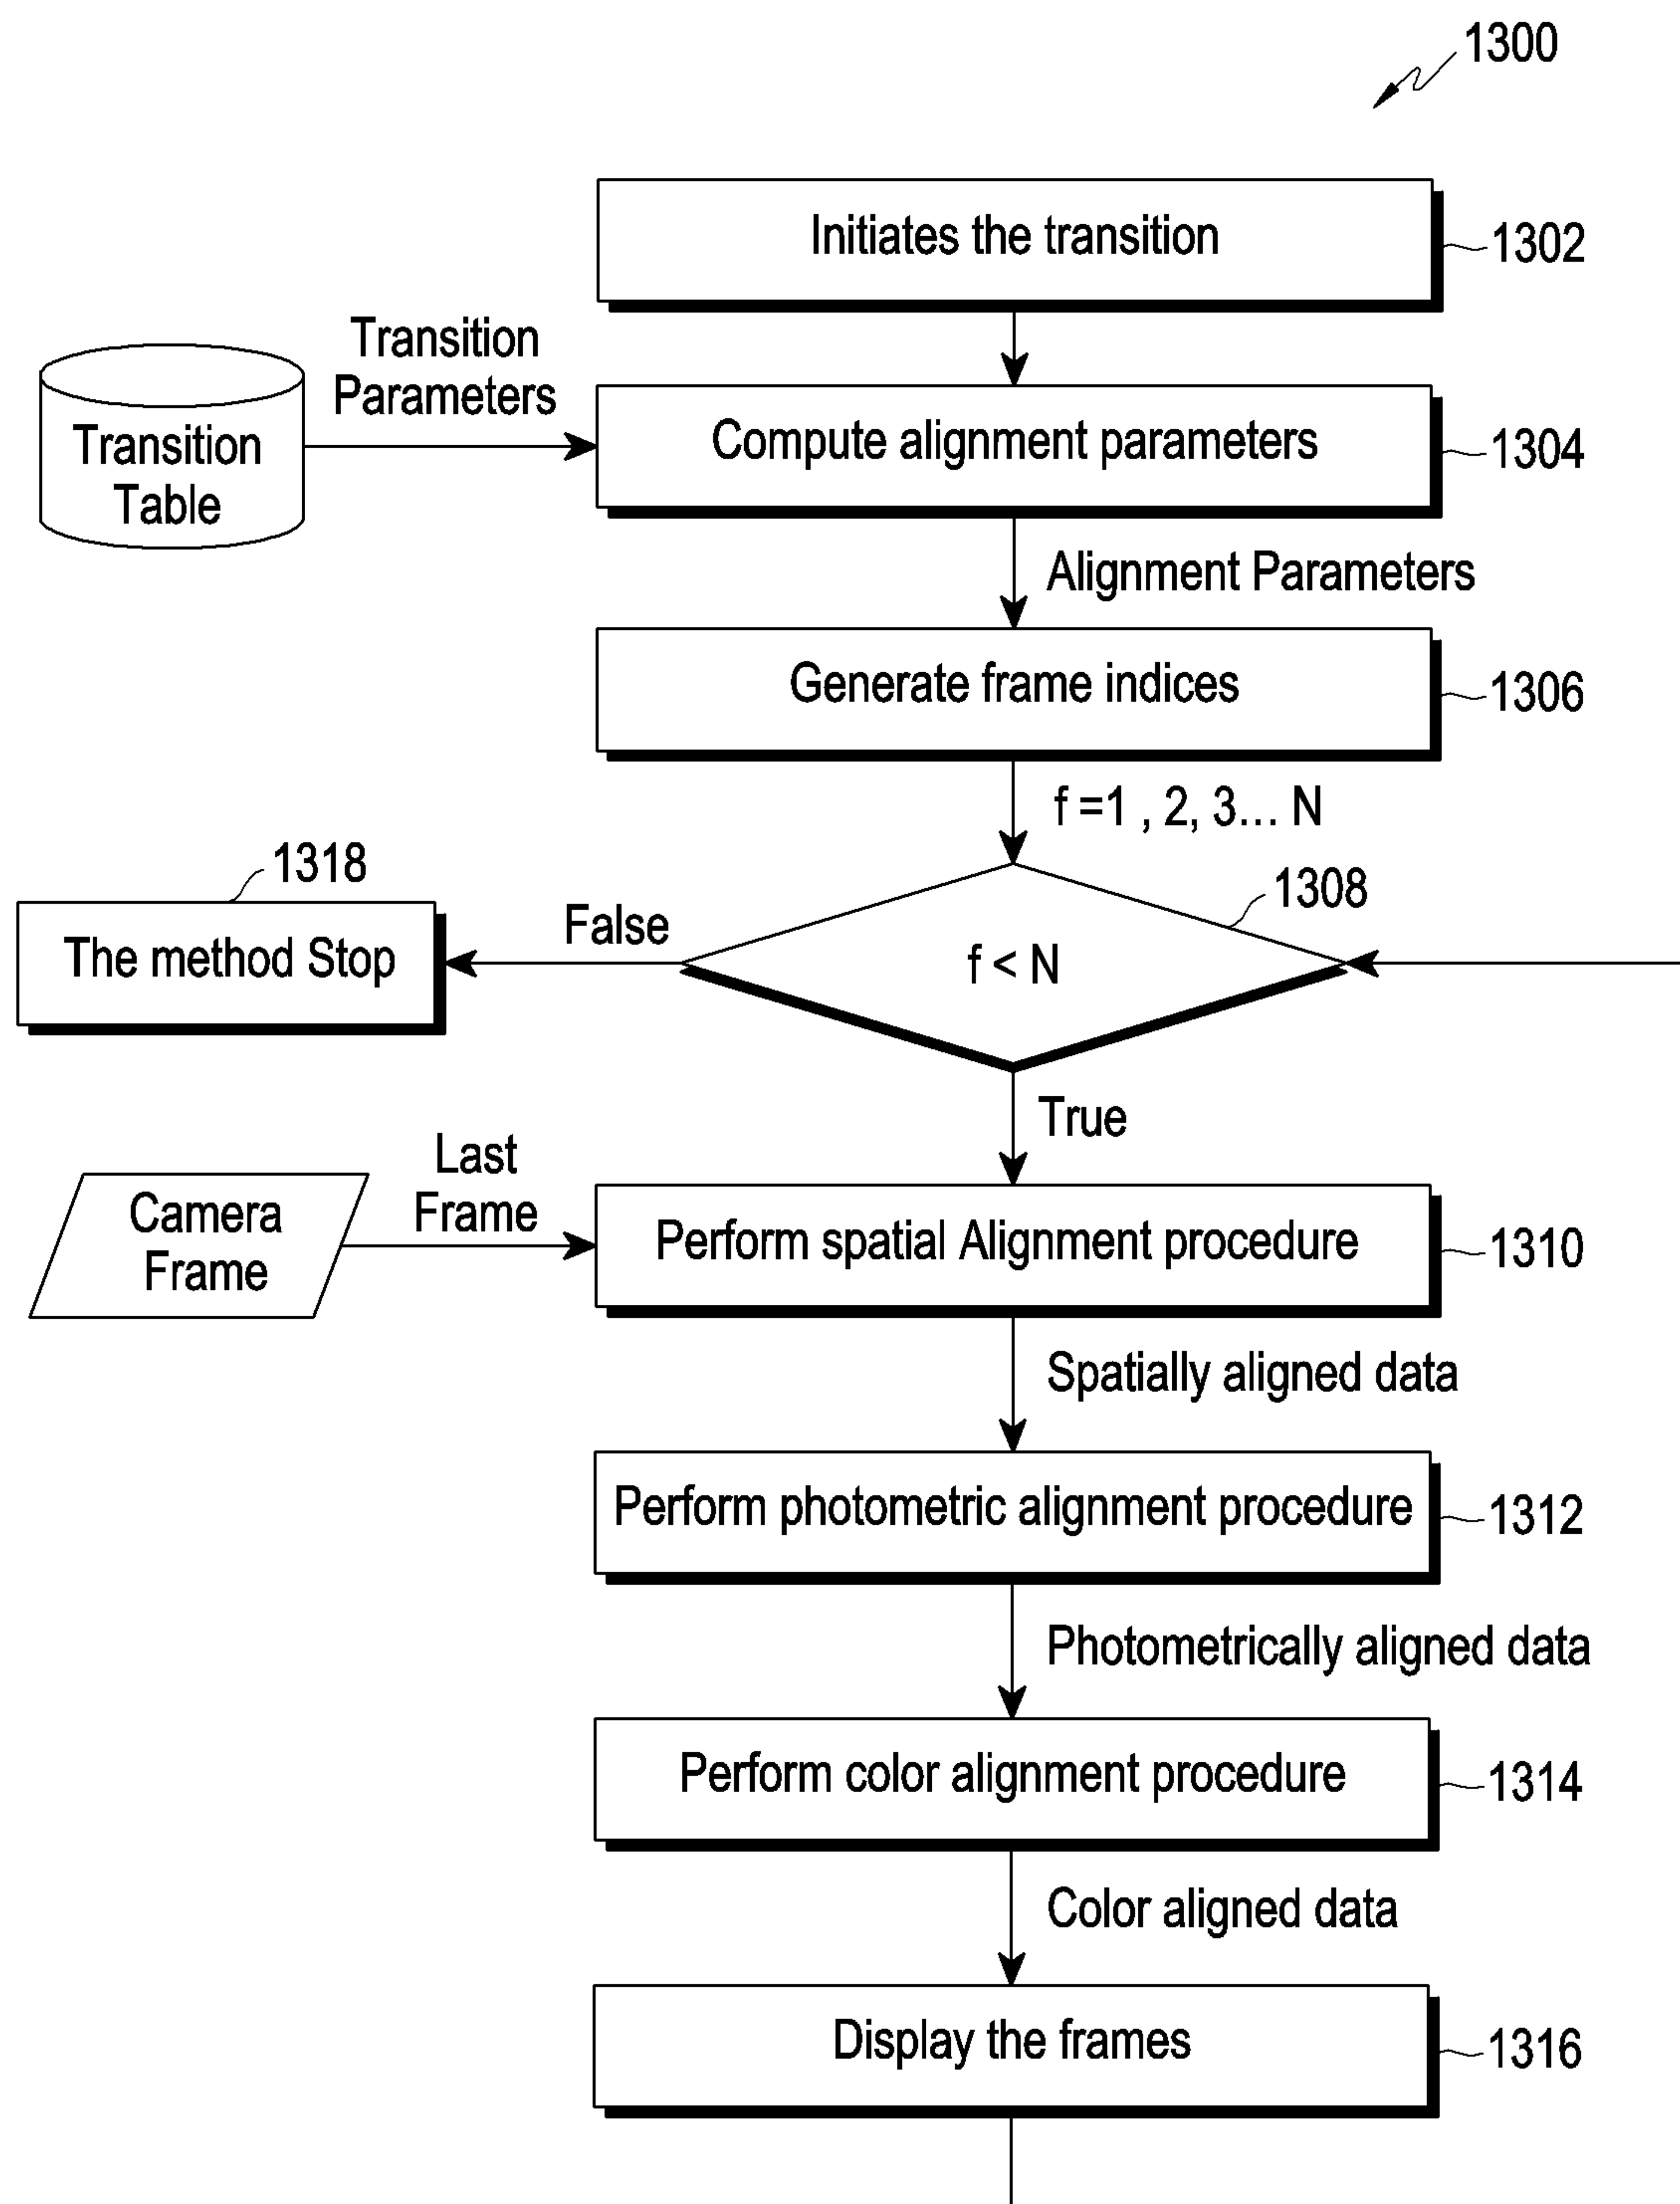 1300
Initiates the transition
1302
Transition
Parameters
Transition
Table
Compute alignment parameters
1304
Alignment Parameters
Generate frame indices
1306
f =1 , 2, 3... N
1318
1308
The method Stop
False
f < N
True
Camera
Frame
Last
Frame
Perform spatial Alignment procedure
1310
Spatially aligned data
Perform photometric alignment procedure
1312
Photometrically aligned data
Perform color alignment procedure
1314
Color aligned data
Display the frames
1316